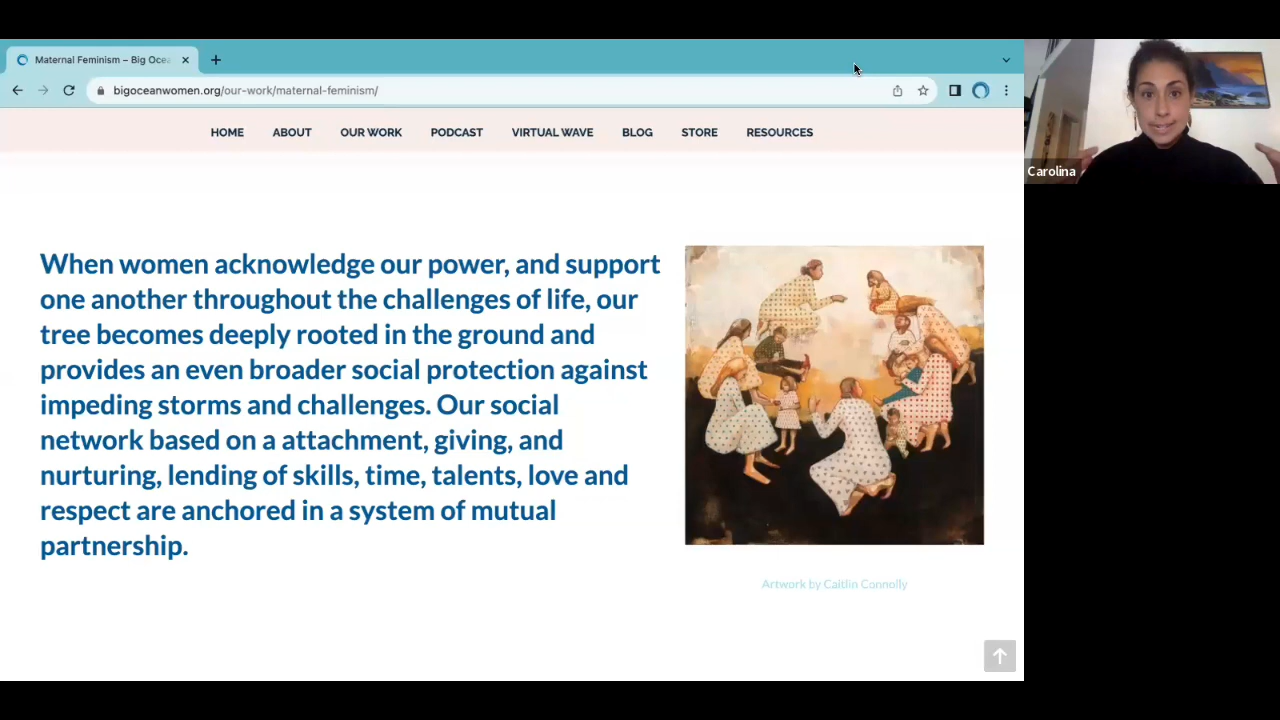 Maternal Feminism – Big Ocea
bigoceanwomen.org/our-work/maternal-feminism/
HOME ABOUT OUR WORK PODCAST VIRTUAL WAVE BLOG STORE RESOURCES
Carolina
When women acknowledge our power, and support
one another throughout the challenges of life, our
tree becomes deeply rooted in the ground and
provides an even broader social protection against
impeding storms and challenges. Our social
network based on a attachment, giving, and
nurturing, lending of skills, time, talents, love and
respect are anchored in a system of mutual
partnership.
Artwork by Caitlin Connolly